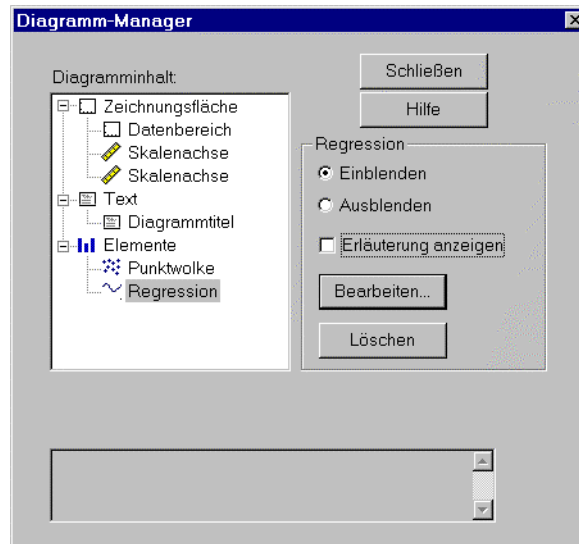 Diagramm-Manager
Diagramminhalt:
Zeichnungsfläche
Datenbereich
Skalenachse
Skalenachse
Text
Diagrammtitel
Elemente
Punktwolke
Regression
Schließen
Hilfe
Regression
Einblenden
Ausblenden
Erläuterung anzeigen
Bearbeiten...
Löschen